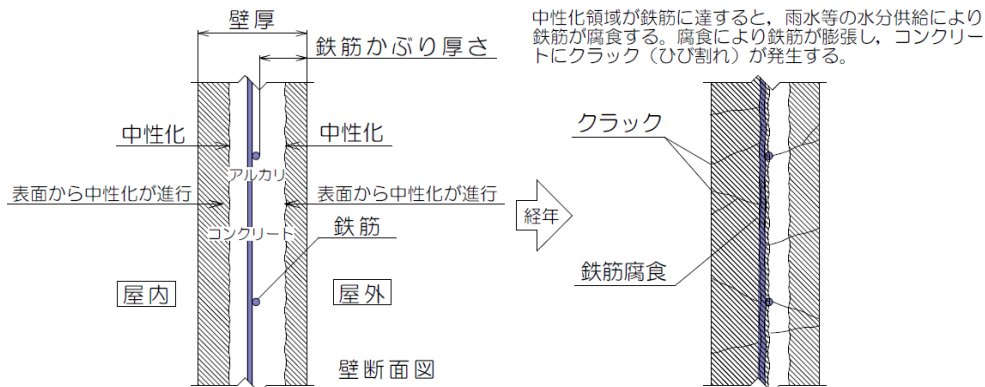 壁厚
鉄筋かぶり厚さ
中性化
中性化
アルカリ
表面から中性化が進行
表面から中性化が進行
コンクリート
鉄筋
屋内
屋外
壁断面図
経年
中性化領域が鉄筋に達すると，雨水等の水分供給により
鉄筋が腐食する。腐食により鉄筋が膨張し，コンクリー
トにクラック（ひび割れ）が発生する。
クラック
鉄筋腐食